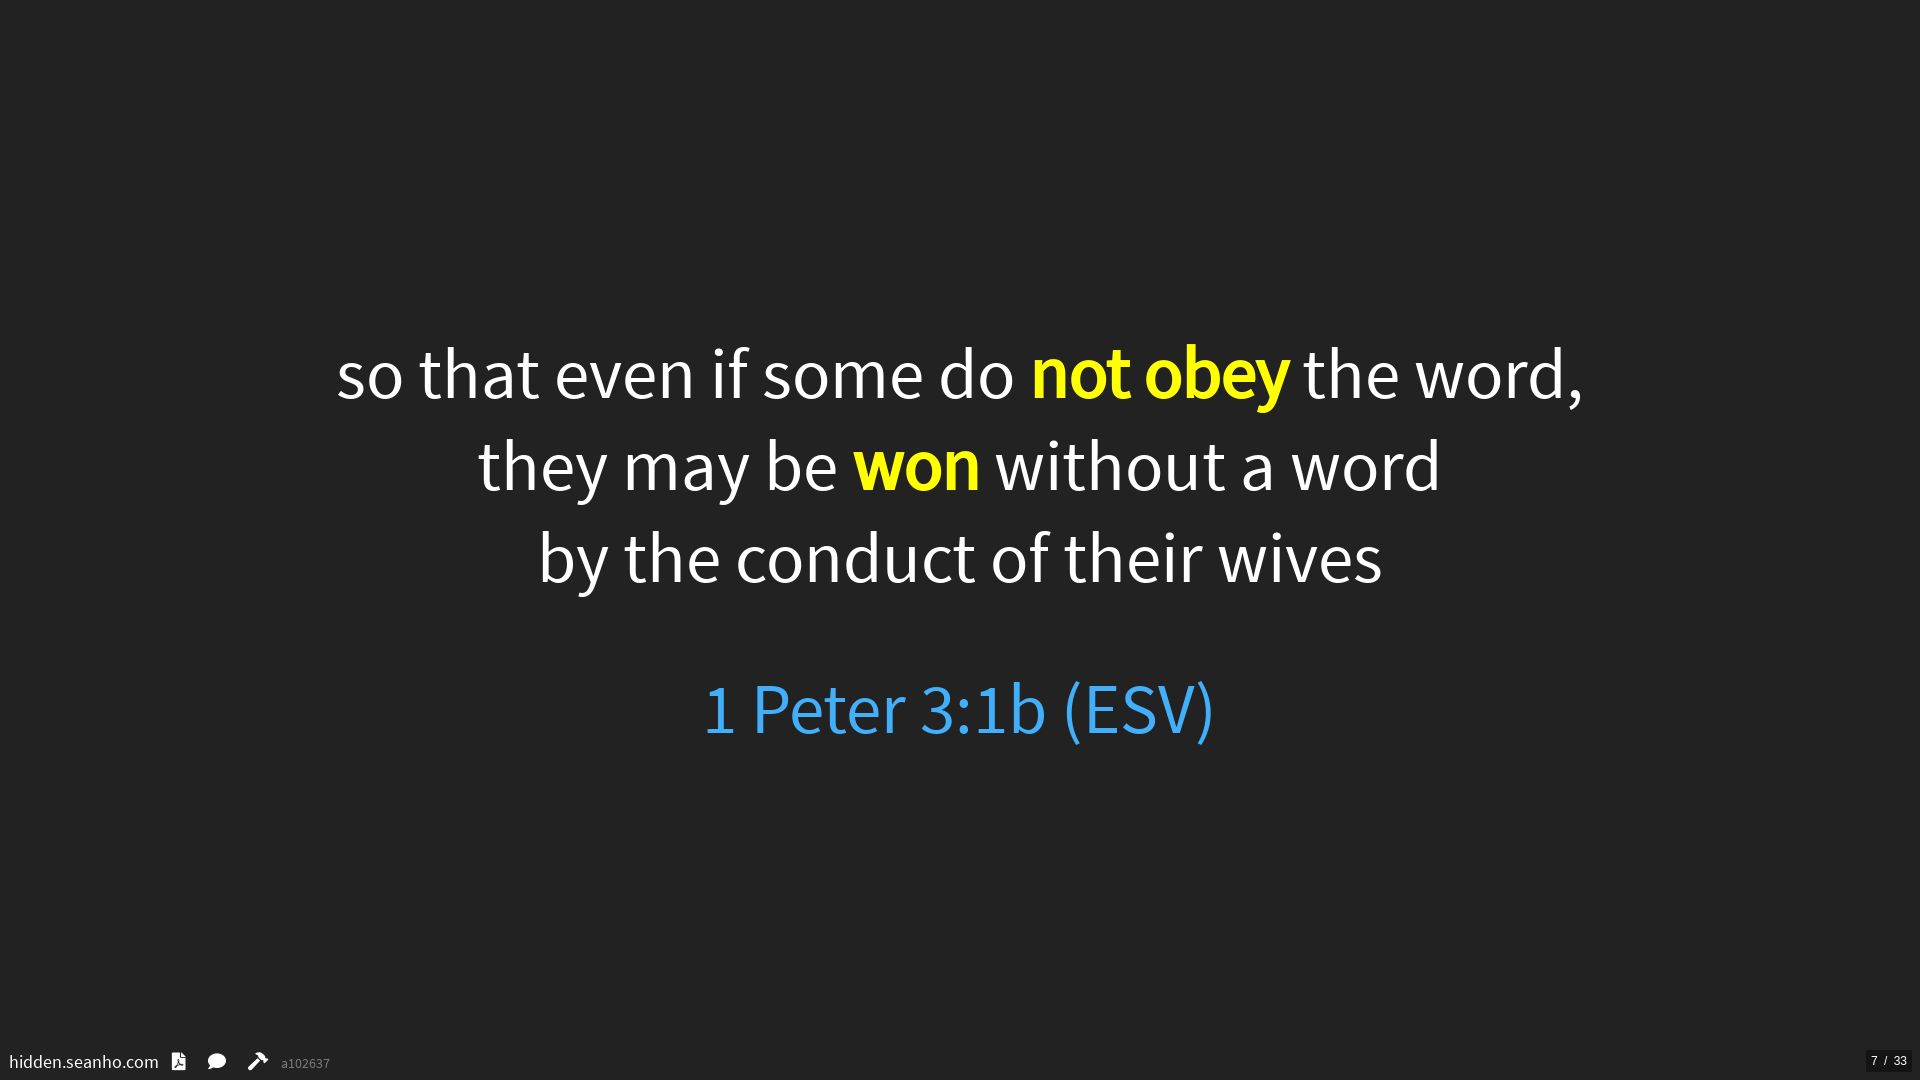 so that even if some do not obey the word,
they may be won without a word
by the conduct of their wives
1 Peter 3:1b (ESV)
hidden.seanho.com a102637
7 / 33